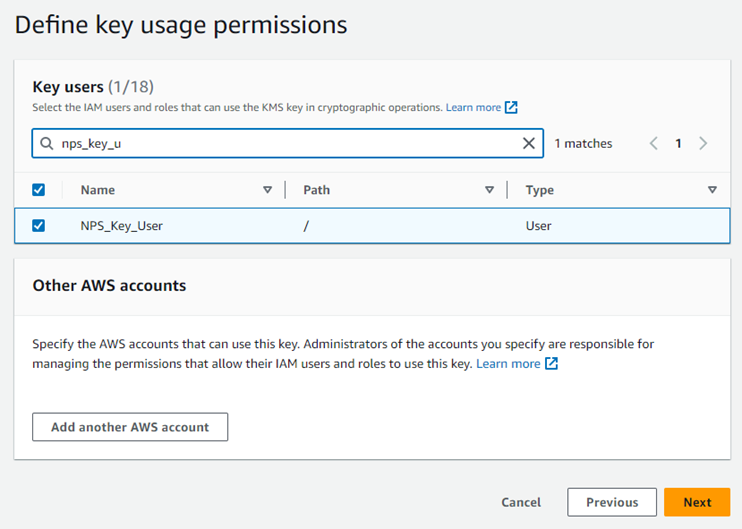 Define key usage permissions
Key users (1/18)
Select the IAM users and roles that can use the KMS key in cryptographic operations. Learn more
nps_key_u
1 matches
1
Name Path Type
NPS_Key_User / User
Other AWS accounts
Specify the AWS accounts that can use this key. Administrators of the accounts you specify are responsible for
managing the permissions that allow their IAM users and roles to use this key. Learn more
Add another AWS account
Cancel Previous Next